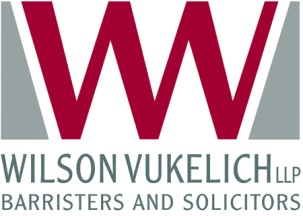 WILSON VUKELICH LLP
BARRISTERS AND SOLICITORS